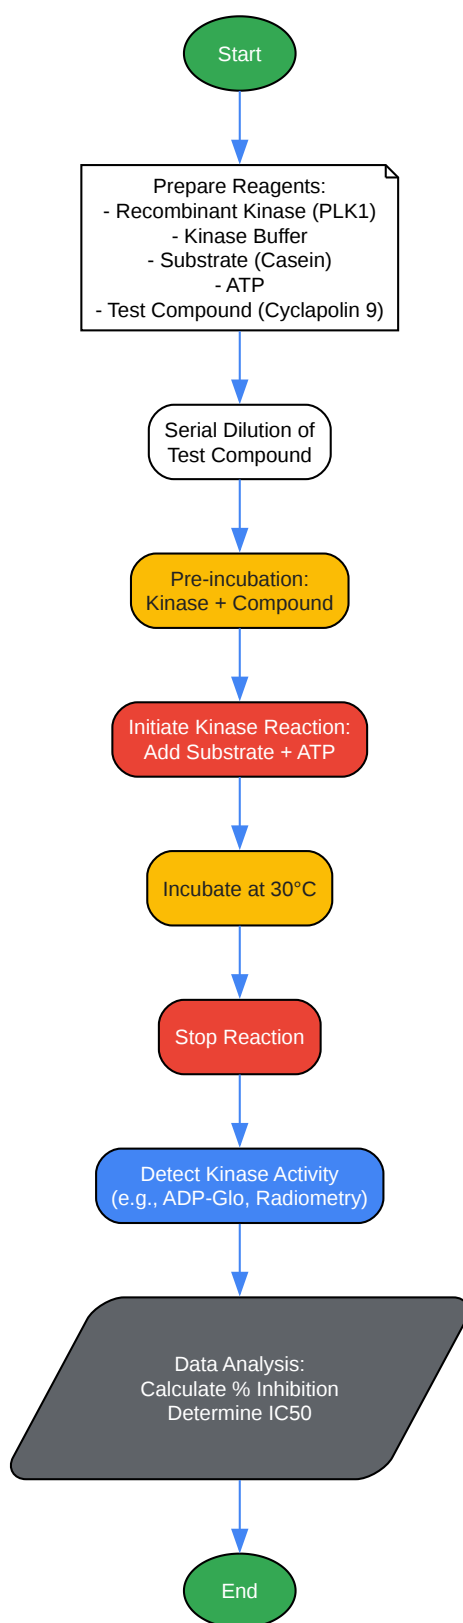 Start
Prepare Reagents:
- Recombinant Kinase (PLK1)
- Kinase Buffer
- Substrate (Casein)
- ATP
- Test Compound (Cyclapolin 9)
Serial Dilution of
Test Compound
Pre-incubation:
Kinase + Compound
Initiate Kinase Reaction:
Add Substrate + ATP
Incubate at 30°C
Stop Reaction
Detect Kinase Activity
(e.g., ADP-Glo, Radiometry)
Data Analysis:
Calculate % Inhibition
Determine IC50
End